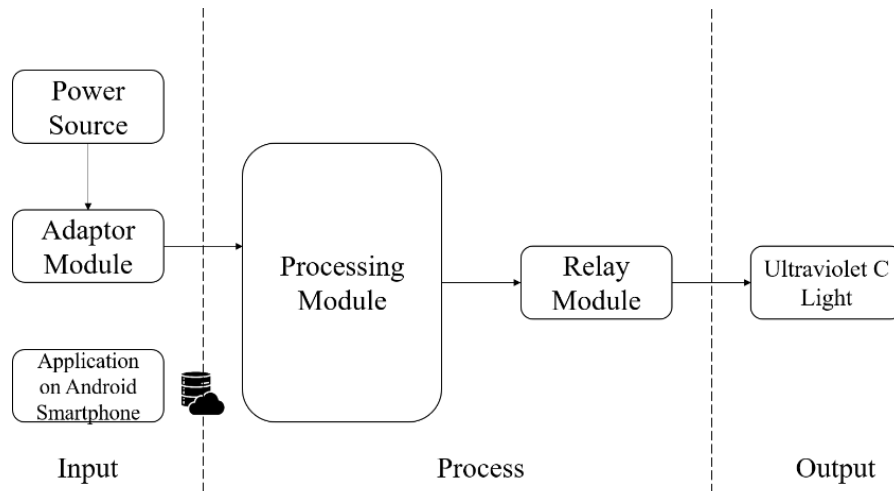 Power
Source
Adaptor
Module
Application
on Android
Smartphone
Processing
Module
Relay
Module
Ultraviolet C
Light
Input
Process
Output